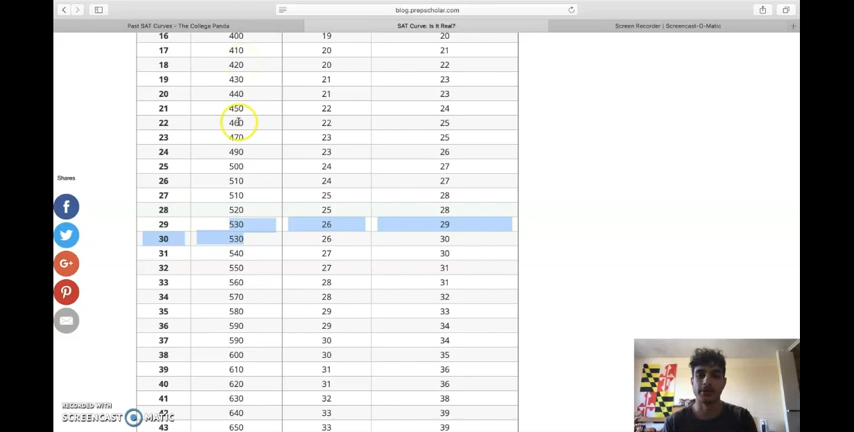 blog.prepscholar.com
Past SAT Curves - The College Panda
SAT Curve: Is It Real?
Screen Recorder | Screencast-O-Matic
16 400 19 20
17 410 20 21
18 420 20 22
19 430 21 23
20 440 21 23
21 450 22 24
22 460 22 25
23 470 23 25
24 490 23 26
25 500 24 27
26 510 24 27
27 510 25 28
28 520 25 28
29 530 26 29
30 530 26 30
31 540 27 30
32 550 27 31
33 560 28 31
34 570 28 32
35 580 29 33
36 590 29 34
37 590 30 34
38 600 30 35
39 610 31 36
40 620 31 36
41 630 32 38
42 640 33 39
43 650 33 39
Shares
RECORDED WITH
SCREENCAST MATIC